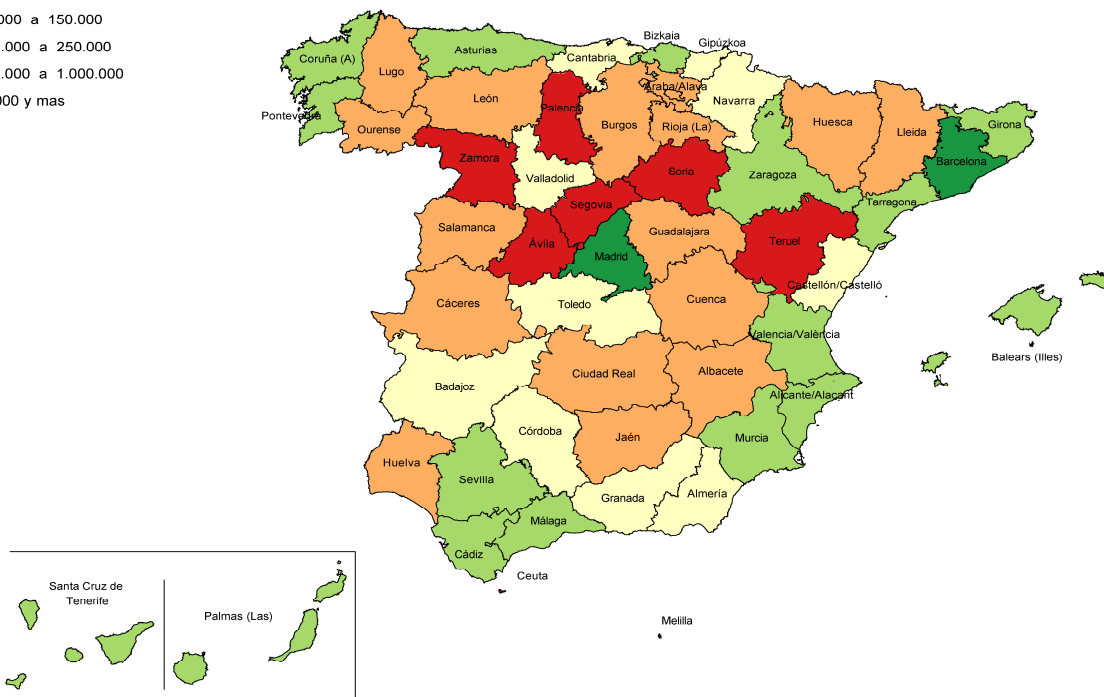 000 a 150.000
.000 a 250.000
.000 a 1.000.000
000 y mas
Bizkaia
Gipúzkoa
Asturias
Cantabria
Coruña (A)
Lugo
Araba/Alava
León
Navarra
Palencia
Pontevedra
Huesca
Burgos
Rioja (La)
Girona
Ourense
Lleida
Zamora
Barcelona
Soria
Valladolid
Zaragoza
Tarragona
Segovia
Salamanca
Guadalajara
Ávila
Teruel
Madrid
Castellón/Castelló
Cuenca
Cáceres
Toledo
Valencia/València
Balears (Illes)
Albacete
Ciudad Real
Badajoz
Alicante/Alacant
Córdoba
Jaén
Murcia
Huelva
Sevilla
Almería
Granada
Málaga
Cádiz
Ceuta
Santa Cruz de
Tenerife
Palmas (Las)
Melilla